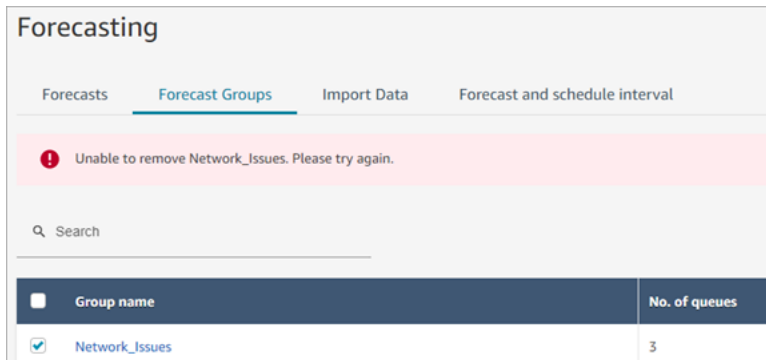 Forecasting
Forecasts Forecast Groups Import Data Forecast and schedule interval
Unable to remove Network_Issues. Please try again.
Search
Group name No. of queues
Network_Issues 3